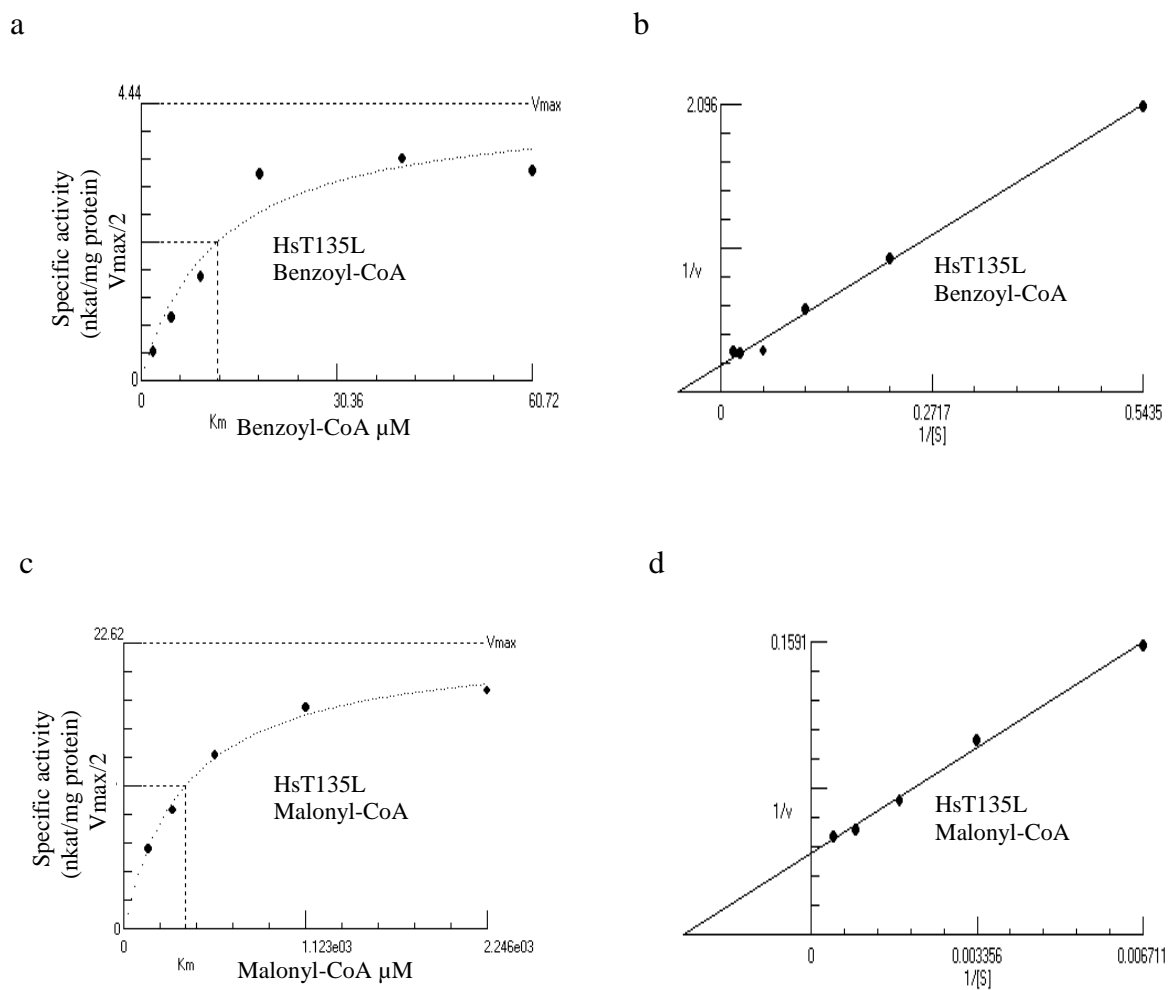 a
4.44
Vmax
Specific activity
(nkat/mg protein)
Vmax/2
HsT135L
Benzoyl-CoA
0
0
30.36
60.72
Km
Benzoyl-CoA µM
b
2.096
1/v
HsT135L
Benzoyl-CoA
0
0.2717
0.5435
1/[S]
c
22.62
Vmax
Specific activity
(nkat/mg protein)
Vmax/2
HsT135L
Malonyl-CoA
0
0
1.123e03
2.246e03
Km
Malonyl-CoA µM
d
0.1591
1/v
HsT135L
Malonyl-CoA
0
0.003356
0.006711
1/[S]